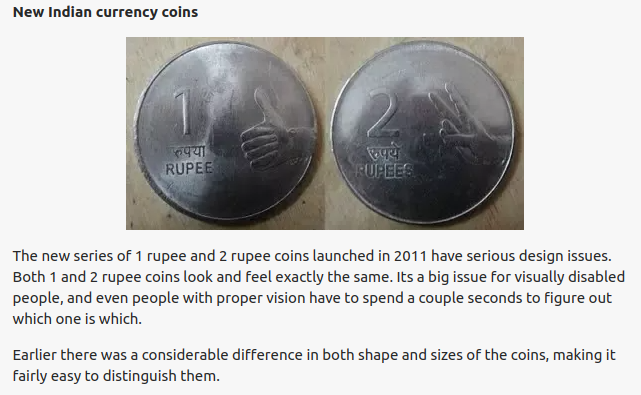 New Indian currency coins
1
रुपया
RUPEE
2
रुपये
RUPEES
The new series of 1 rupee and 2 rupee coins launched in 2011 have serious design issues.
Both 1 and 2 rupee coins look and feel exactly the same. Its a big issue for visually disabled
people, and even people with proper vision have to spend a couple seconds to figure out
which one is which.
Earlier there was a considerable difference in both shape and sizes of the coins, making it
fairly easy to distinguish them.